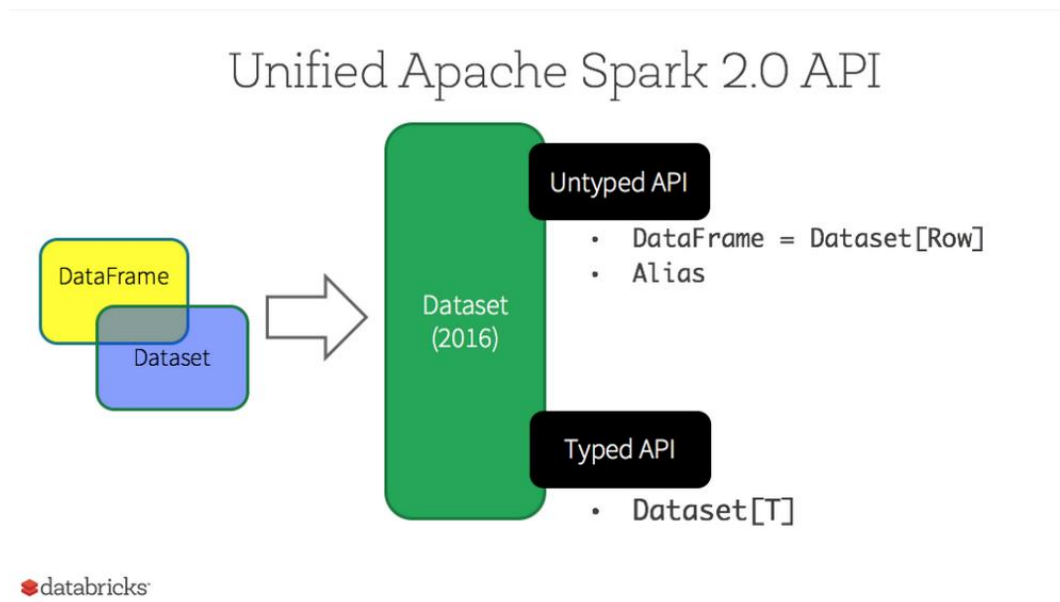 Unified Apache Spark 2.0 API
Untyped API
• DataFrame = Dataset[Row]
• Alias
DataFrame
Dataset
Dataset
(2016)
Typed API
• Dataset[T]
databricks